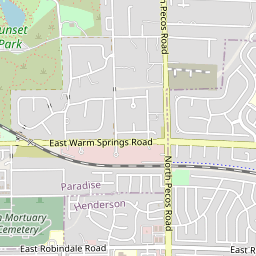 unset
Park
North Pecos Road
East Warm Springs Road
North Pecos Road
Paradise
Henderson
Mortuary
Cemetery
East Robindale Road
East R